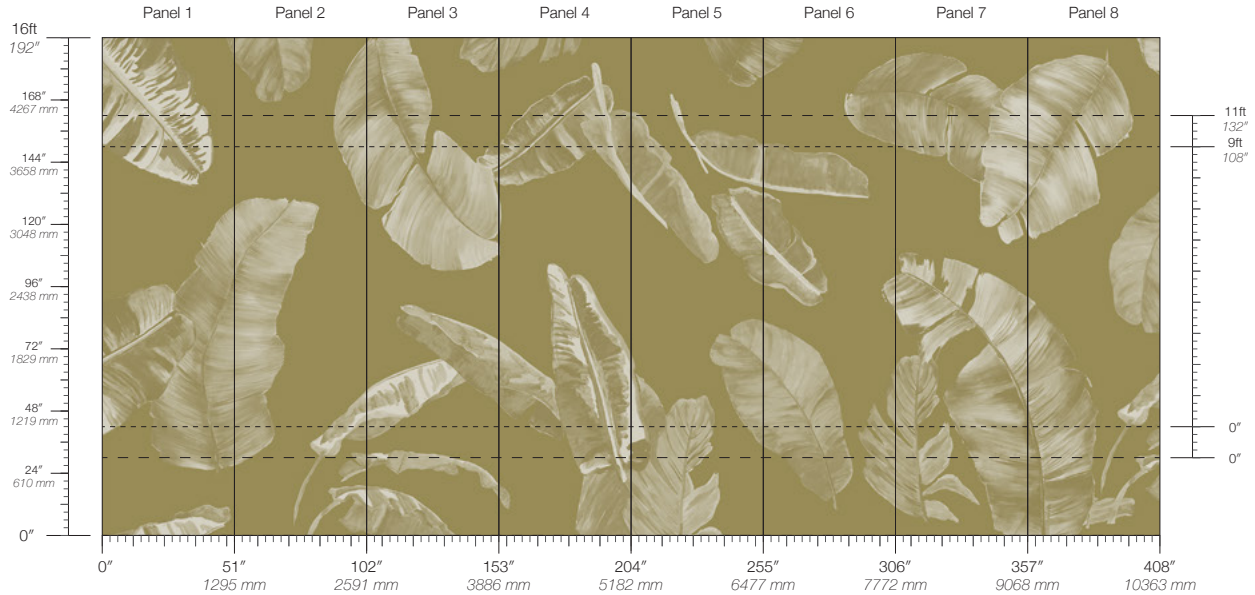 Panel 1 Panel 2 Panel 3 Panel 4 Panel 5 Panel 6 Panel 7 Panel 8
16ft
192″
168″
4267 mm
144″
3658 mm
120″
3048 mm
96″
2438 mm
72″
1829 mm
48″
1219 mm
24″
610 mm
0″
11ft
132″
9ft
108″
0″
0″
0″ 51″ 102″ 153″ 204″ 255″ 306″ 357″ 408″
1295 mm 2591 mm 3886 mm 5182 mm 6477 mm 7772 mm 9068 mm 10363 mm